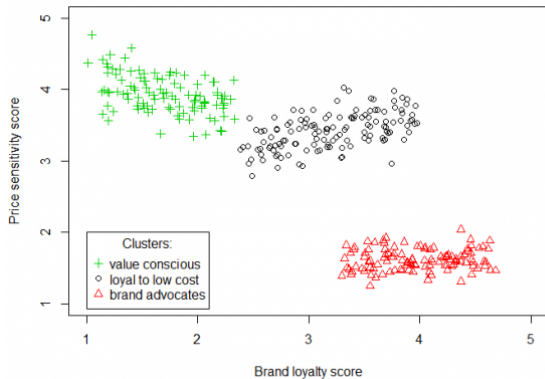 5
4
3
2
1
Price sensitivity score
Clusters:
value conscious
loyal to low cost
brand advocates
1 2 3 4 5
Brand loyalty score